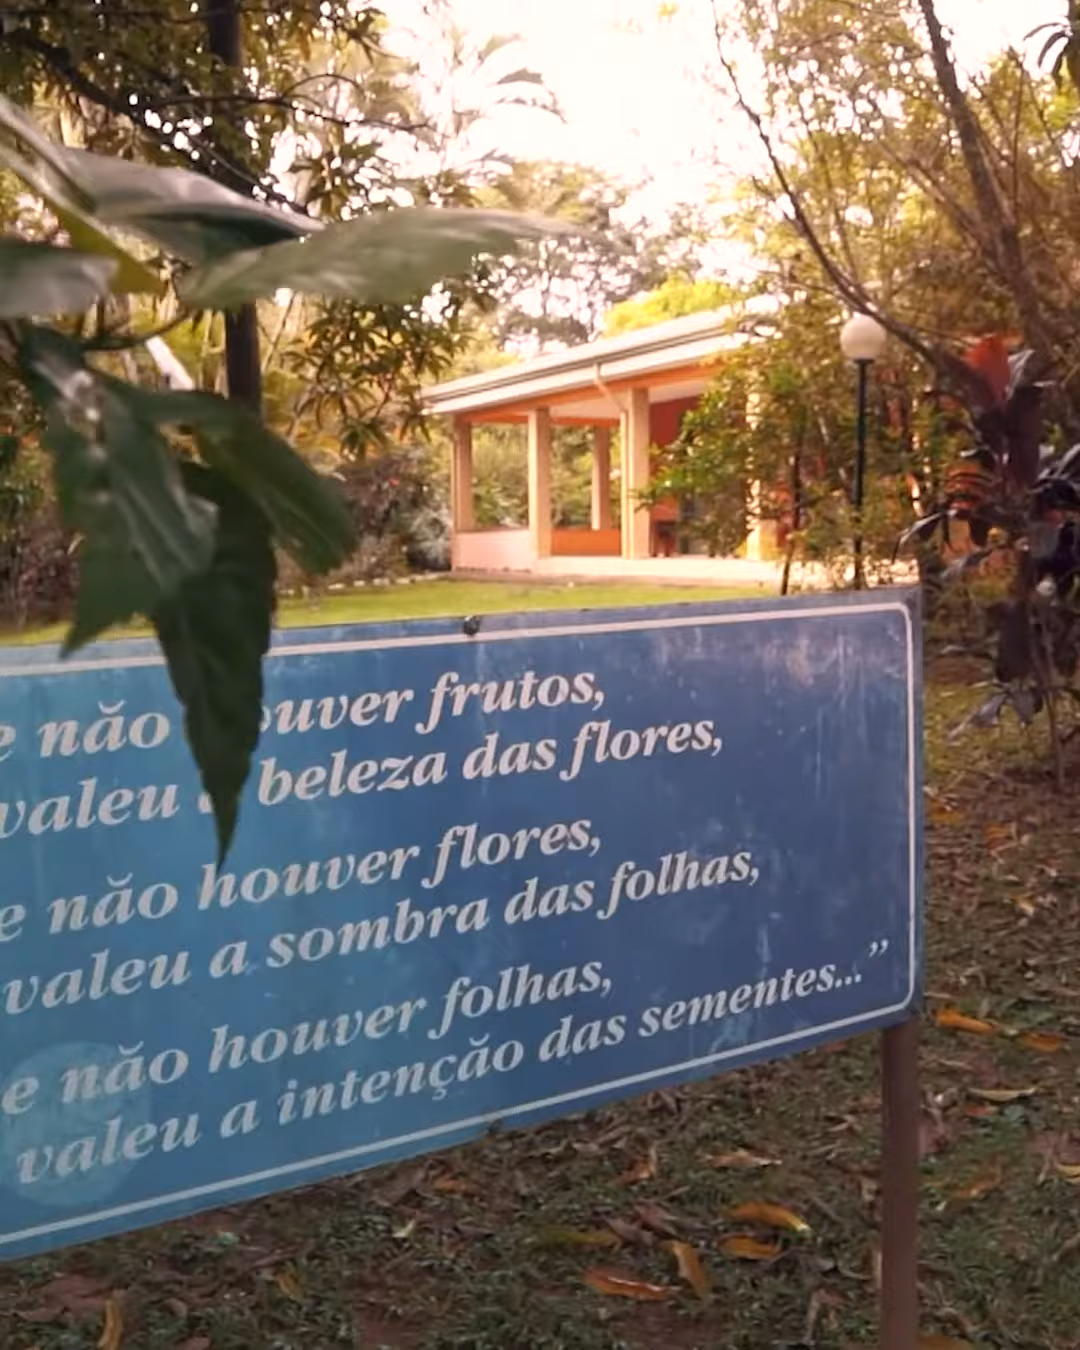 e não houver frutos,
valeu a beleza das flores,
e não houver flores,
valeu a sombra das folhas,
e não houver folhas,
valeu a intenção das sementes..."